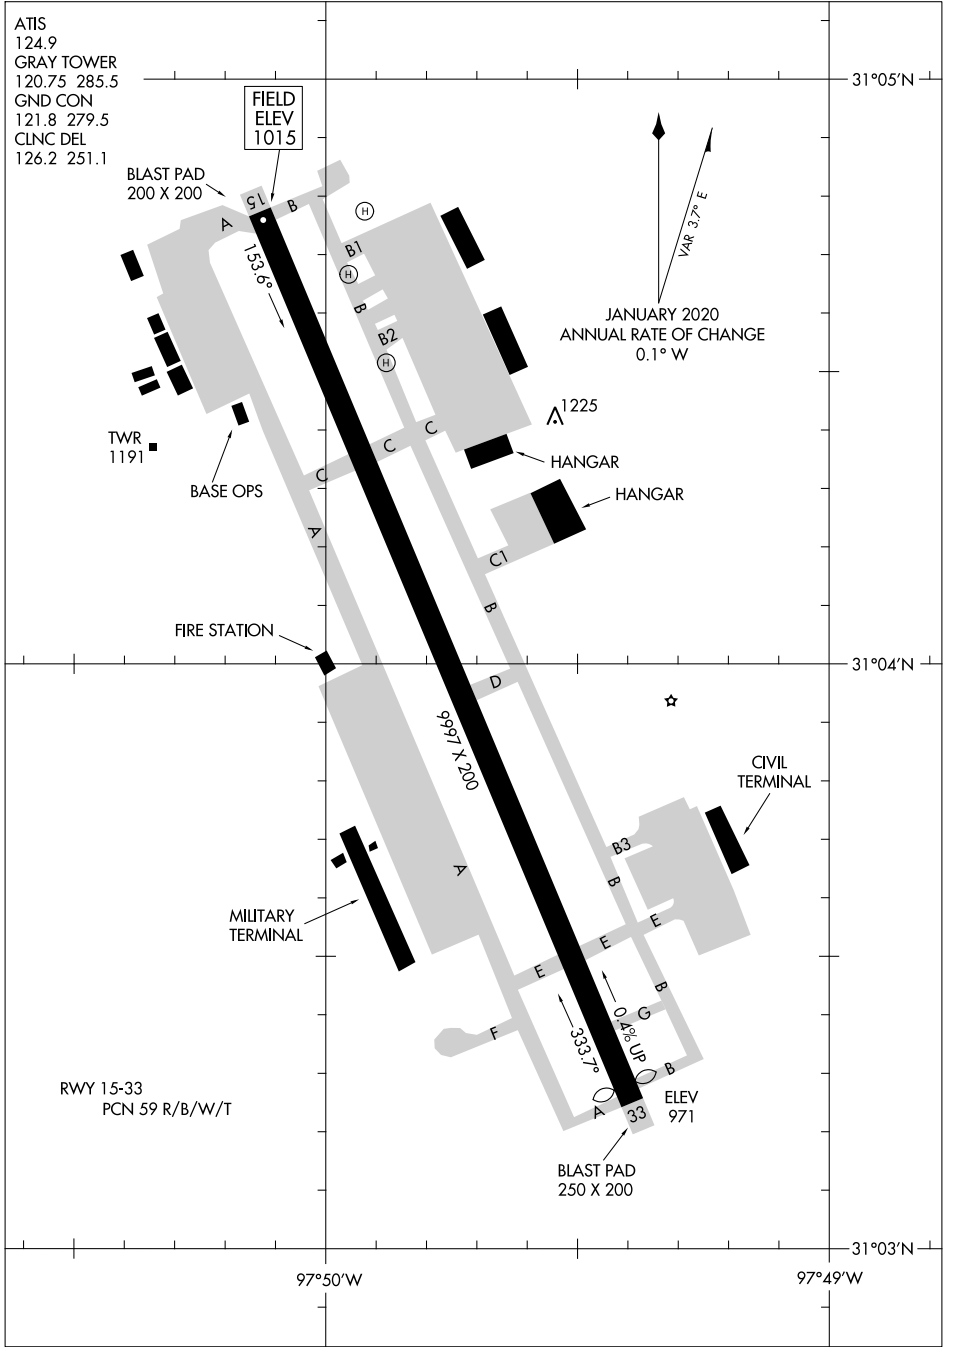 ATIS
124.9
GRAY TOWER
120.75 285.5
GND CON
121.8 279.5
CLNC DEL
126.2 251.1
31°05'N
FIELD
ELEV
1015
BLAST PAD
200 X 200
15
B
A
H
VAR 3.7° E
B1
153.6°
H
B
JANUARY 2020
ANNUAL RATE OF CHANGE
0.1° W
B2
H
1225
TWR
1191
C
C
C
HANGAR
BASE OPS
HANGAR
A
C1
B
FIRE STATION
31°04'N
D
9997 X 200
CIVIL
TERMINAL
B3
A
B
MILITARY
TERMINAL
E
E
E
B
G
F
0.4% UP
333.7°
B
RWY 15-33
PCN 59 R/B/W/T
ELEV
971
A
33
BLAST PAD
250 X 200
31°03'N
97°50'W
97°49'W